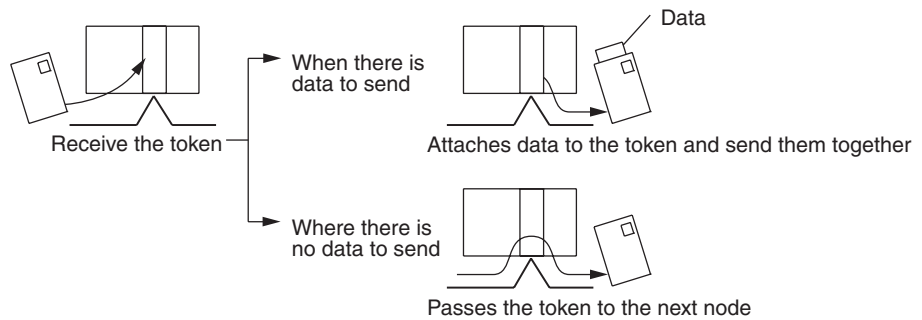 Data
When there is
data to send
Receive the token
Attaches data to the token and send them together
Where there is
no data to send
Passes the token to the next node